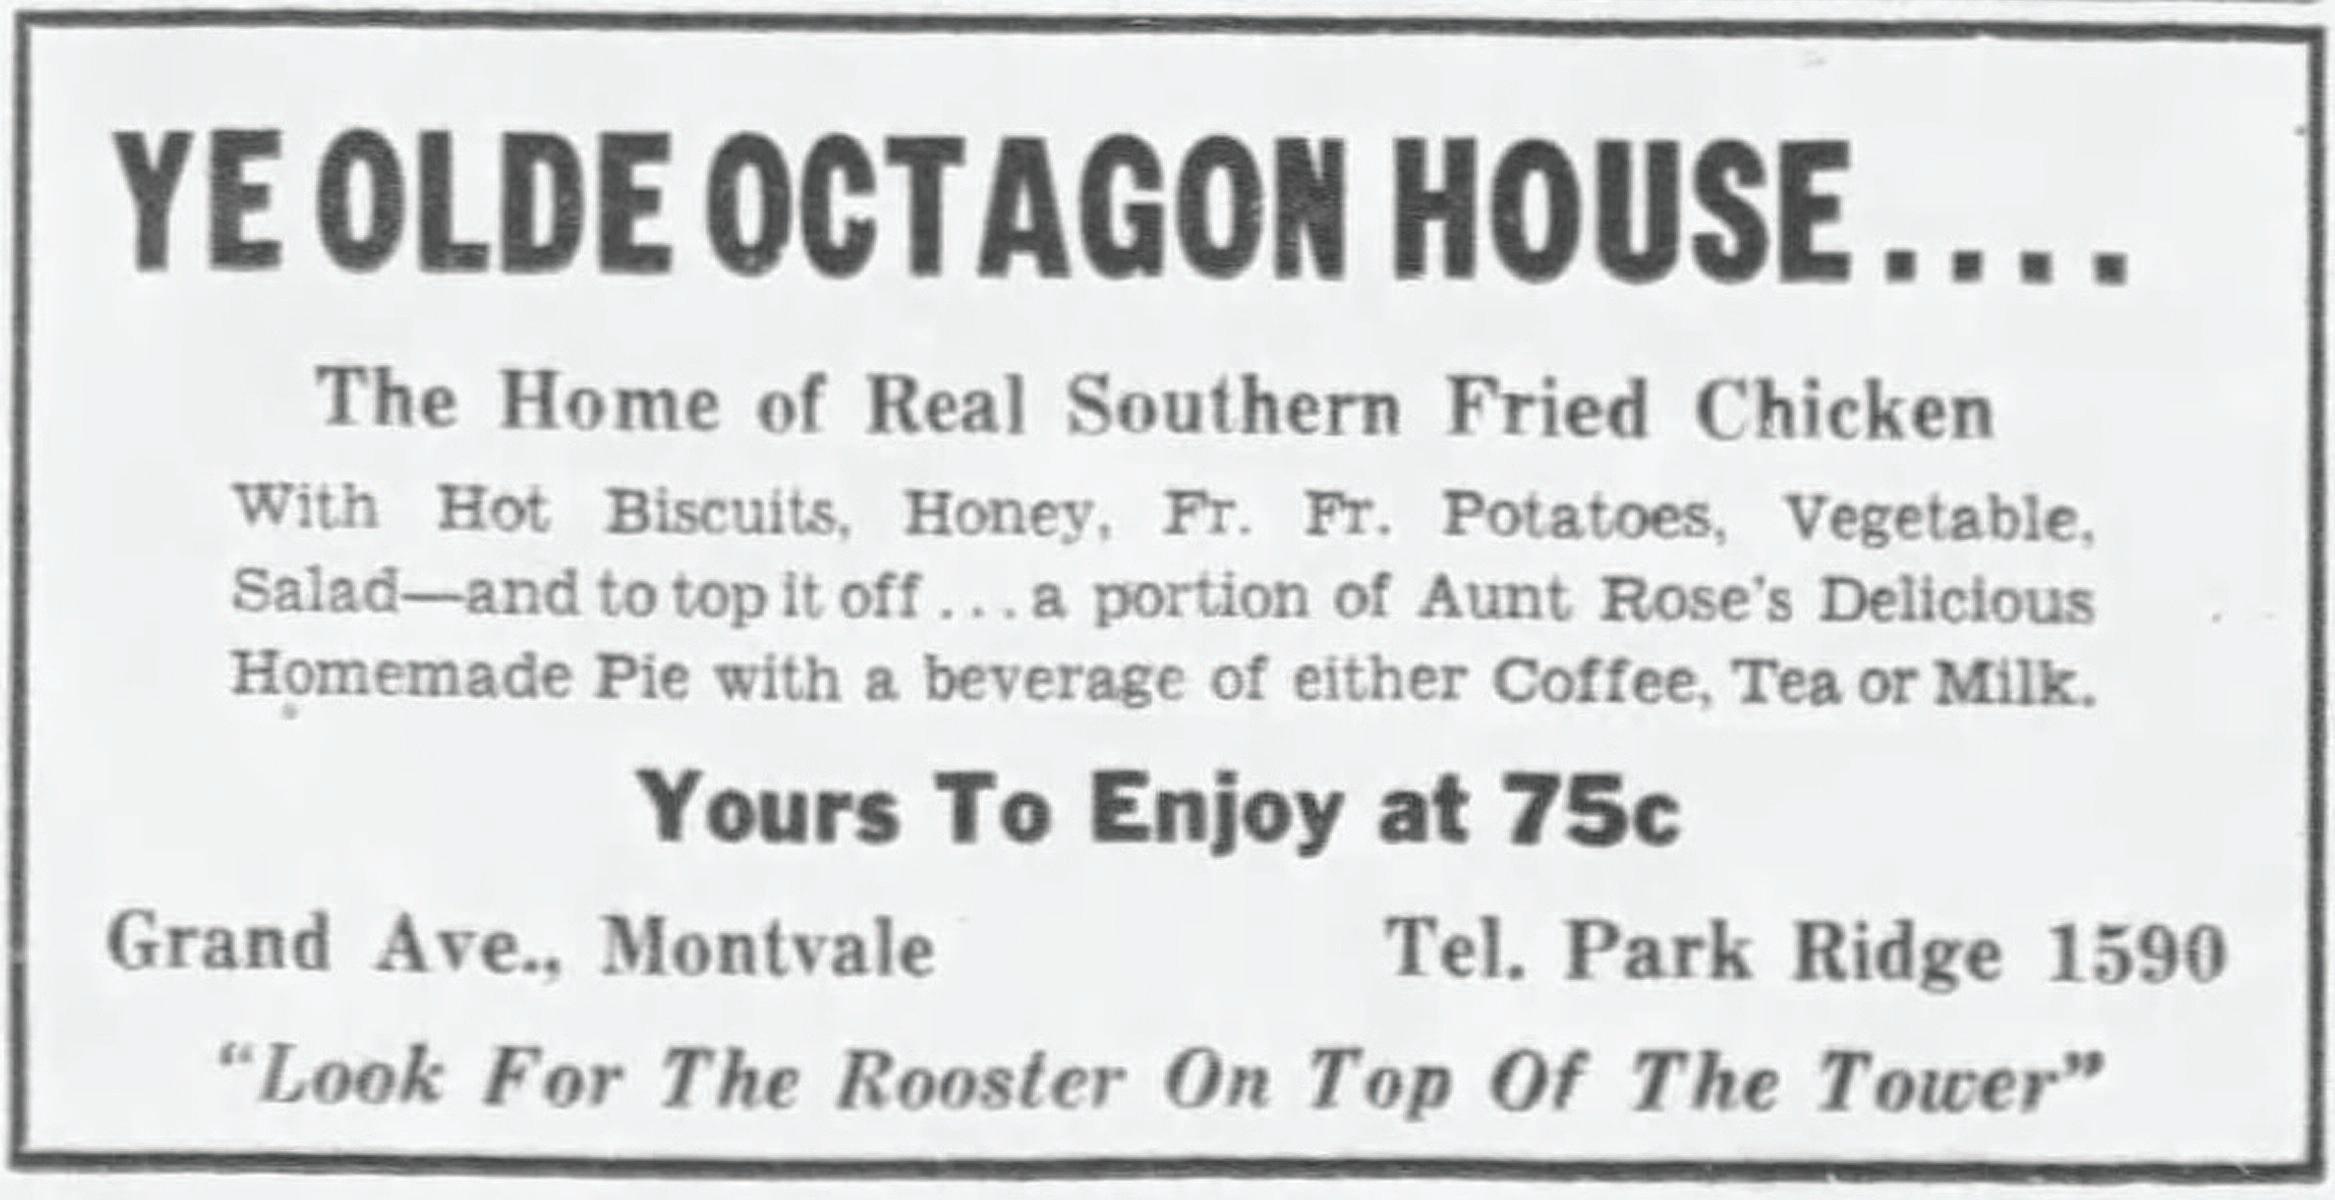 YE OLDE OCTAGON HOUSE....
The Home of Real Southern Fried Chicken
With Hot Biscuits, Honey, Fr. Fr. Potatoes, Vegetable,
Salad—and to top it off...a portion of Aunt Rose's Delicious
Homemade Pie with a beverage of either Coffee, Tea or Milk.
Yours To Enjoy at 75c
Grand Ave., Montvale Tel. Park Ridge 1590
"Look For The Rooster On Top Of The Tower"